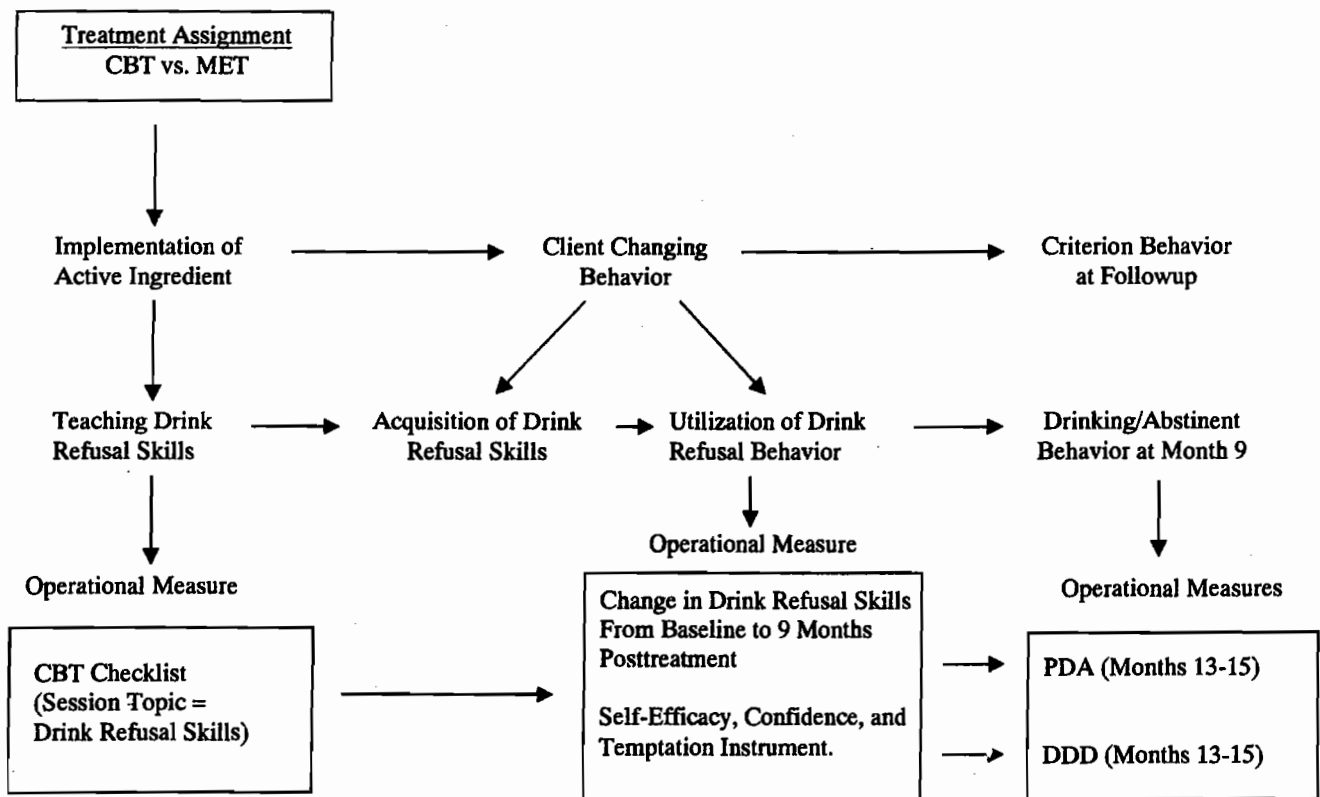 Treatment Assignment
CBT vs. MET
Implementation of
Active Ingredient
Client Changing
Behavior
Criterion Behavior
at Followup
Teaching Drink
Refusal Skills
Acquisition of Drink
Refusal Skills
Utilization of Drink
Refusal Behavior
Drinking/Abstinent
Behavior at Month 9
Operational Measure
CBT Checklist
(Session Topic =
Drink Refusal Skills)
Operational Measure
Change in Drink Refusal Skills
From Baseline to 9 Months
Posttreatment
Self-Efficacy, Confidence, and
Temptation Instrument.
Operational Measures
PDA (Months 13-15)
DDD (Months 13-15)